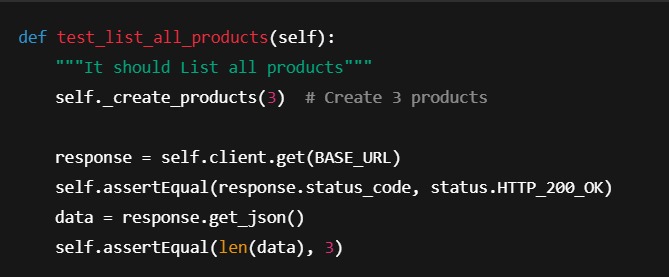 def test_list_all_products(self):
    """It should List all products"""
    self._create_products(3)  # Create 3 products

    response = self.client.get(BASE_URL)
    self.assertEqual(response.status_code, status.HTTP_200_OK)
    data = response.get_json()
    self.assertEqual(len(data), 3)